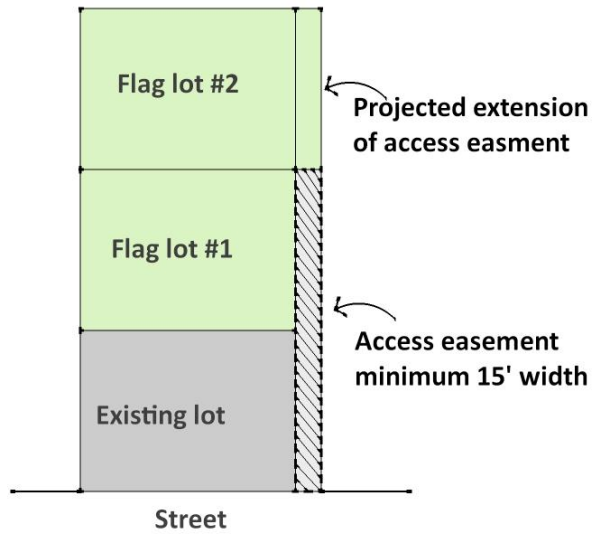 Flag lot #2
Projected extension
of access easment
Flag lot #1
Access easement
minimum 15' width
Existing lot
Street